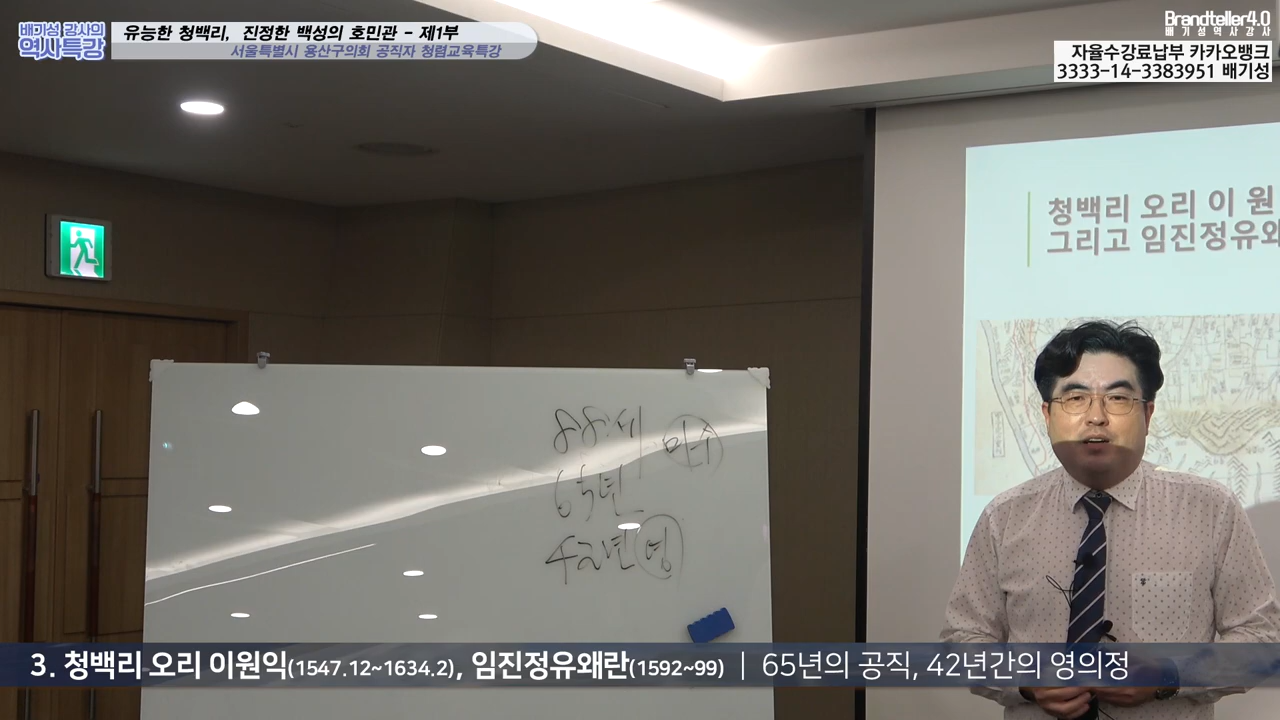 배기성 강사의
역사특강
유능한 청백리, 진정한 백성의 호민관 - 제1부
서울특별시 용산구의회 공직자 청렴교육특강
Brandteller4.0
배기성역사강사
자율수강료납부 카카오뱅크
3333-14-3383951 배기성
청백리 오리 이 원
그리고 임진정유왜
88세 미수
65년
42년 영
3. 청백리 오리 이원익(1547.12~1634.2), 임진정유왜란(1592~99) | 65년의 공직, 42년간의 영의정